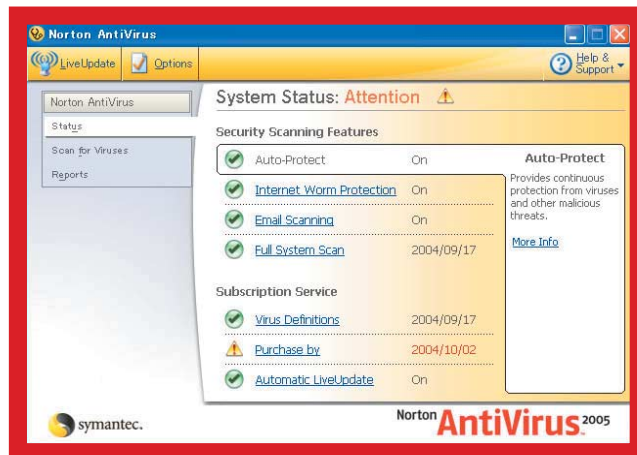 Norton AntiVirus
LiveUpdate Options Help & Support
Norton AntiVirus
Status
Scan for Viruses
Reports
System Status: Attention
Security Scanning Features
Auto-Protect On
Internet Worm Protection On
Email Scanning On
Full System Scan 2004/09/17
Subscription Service
Virus Definitions 2004/09/17
Purchase by 2004/10/02
Automatic LiveUpdate On
Auto-Protect
Provides continuous
protection from viruses
and other malicious
threats.
More Info
symantec.
Norton AntiVirus 2005